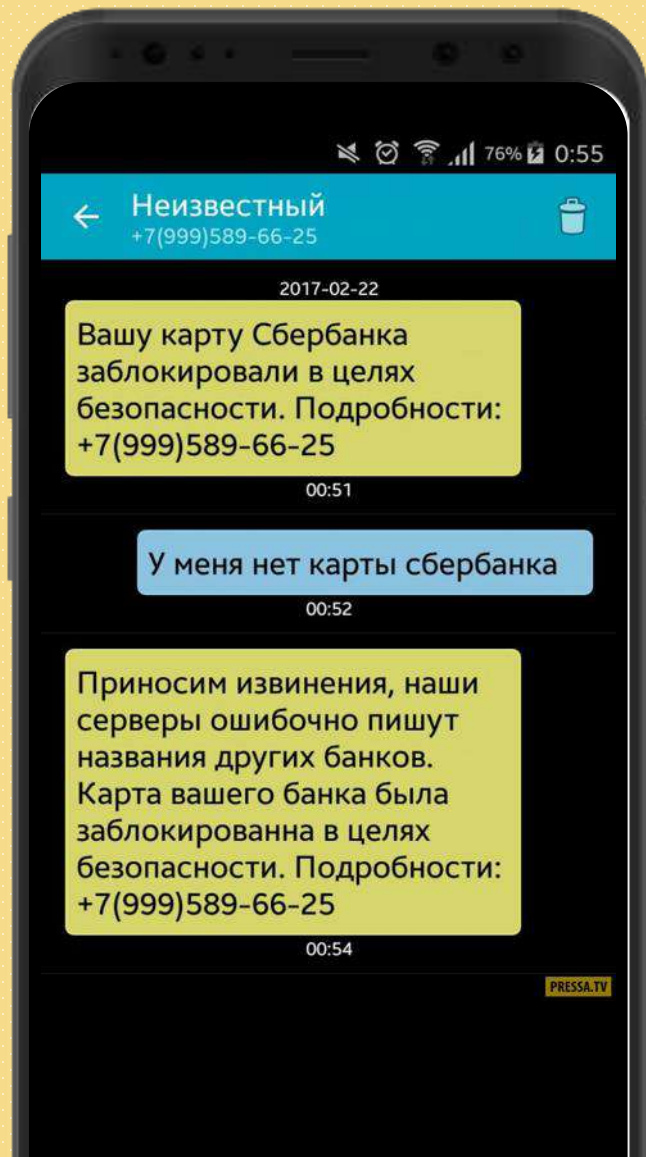 76% 0:55
Неизвестный
+7(999)589-66-25
2017-02-22
Вашу карту Сбербанка
заблокировали в целях
безопасности. Подробности:
+7(999)589-66-25
00:51
У меня нет карты сбербанка
00:52
Приносим извинения, наши
серверы ошибочно пишут
названия других банков.
Карта вашего банка была
заблокированна в целях
безопасности. Подробности:
+7(999)589-66-25
00:54
PRESSA.TV